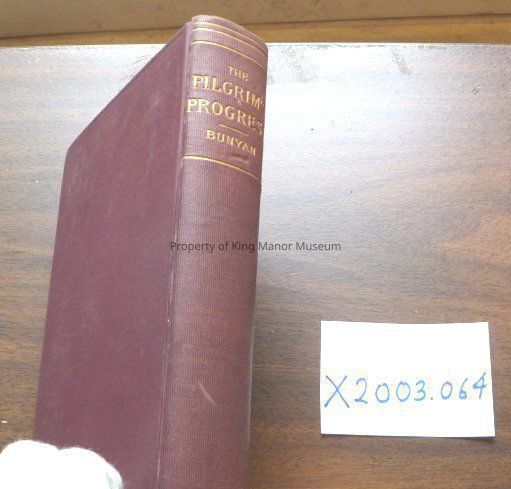 THE
PILGRIM'S
PROGRESS
BUNYAN
Property of King Manor Museum
X2003.064